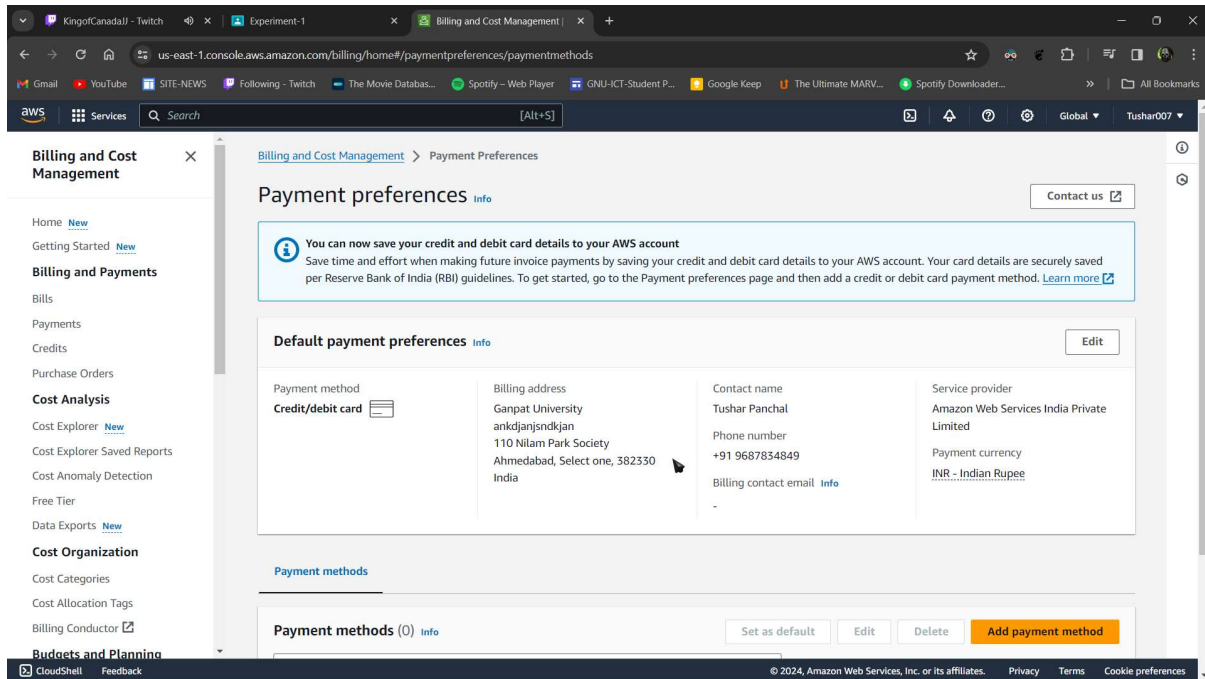 KingofCanadaJJ - Twitch
Experiment-1
Billing and Cost Management |
us-east-1.console.aws.amazon.com/billing/home#/paymentpreferences/paymentmethods
Gmail
YouTube
SITE-NEWS
Following - Twitch
The Movie Databas...
Spotify – Web Player
GNU-ICT-Student P...
Google Keep
The Ultimate MARV...
Spotify Downloader...
»
All Bookmarks
aws
Services
Search
[Alt+S]
Global
Tushar007
Billing and Cost
Management
Home New
Getting Started New
Billing and Payments
Bills
Payments
Credits
Purchase Orders
Cost Analysis
Cost Explorer New
Cost Explorer Saved Reports
Cost Anomaly Detection
Free Tier
Data Exports New
Cost Organization
Cost Categories
Cost Allocation Tags
Billing Conductor
Budgets and Planning
Billing and Cost Management > Payment Preferences
Payment preferences Info
Contact us
You can now save your credit and debit card details to your AWS account
Save time and effort when making future invoice payments by saving your credit and debit card details to your AWS account. Your card details are securely saved
per Reserve Bank of India (RBI) guidelines. To get started, go to the Payment preferences page and then add a credit or debit card payment method. Learn more
Default payment preferences Info
Edit
Payment method
Credit/debit card
Billing address
Ganpat University
ankdjanjsndkjan
110 Nilam Park Society
Ahmedabad, Select one, 382330
India
Contact name
Tushar Panchal
Phone number
+91 9687834849
Billing contact email Info
-
Service provider
Amazon Web Services India Private
Limited
Payment currency
INR - Indian Rupee
Payment methods
Payment methods (0) Info
Set as default
Edit
Delete
Add payment method
CloudShell
Feedback
© 2024, Amazon Web Services, Inc. or its affiliates.
Privacy
Terms
Cookie preferences